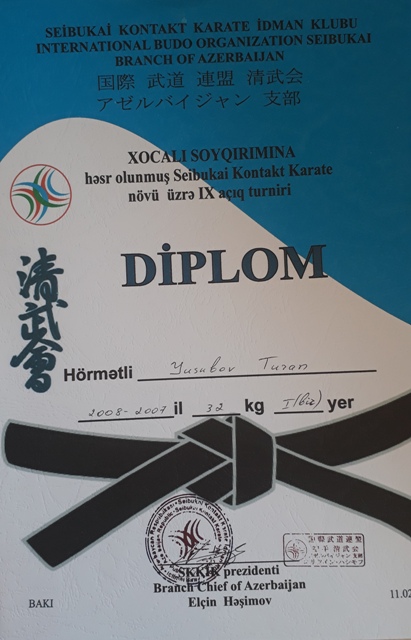 SEİBUKAİ KONTAKT KARATE İDMAN KLUBU
INTERNATIONAL BUDO ORGANIZATION SEIBUKAI
BRANCH OF AZERBAIJAN
国際 武道 連盟 清武会
アゼルバイジャン 支部
XOCALI SOYQIRIMINA
həsr olunmuş Seibukai Kontakt Karate
növü üzrə IX açıq turniri
DİPLOM
清武會
Hörmətli Yusubov Turan
2008-2007 il 32 kg I (bir) yer
SKKİK prezidenti
Branch Chief of Azerbaijan
Elçin Həşimov
BAKI
11.02